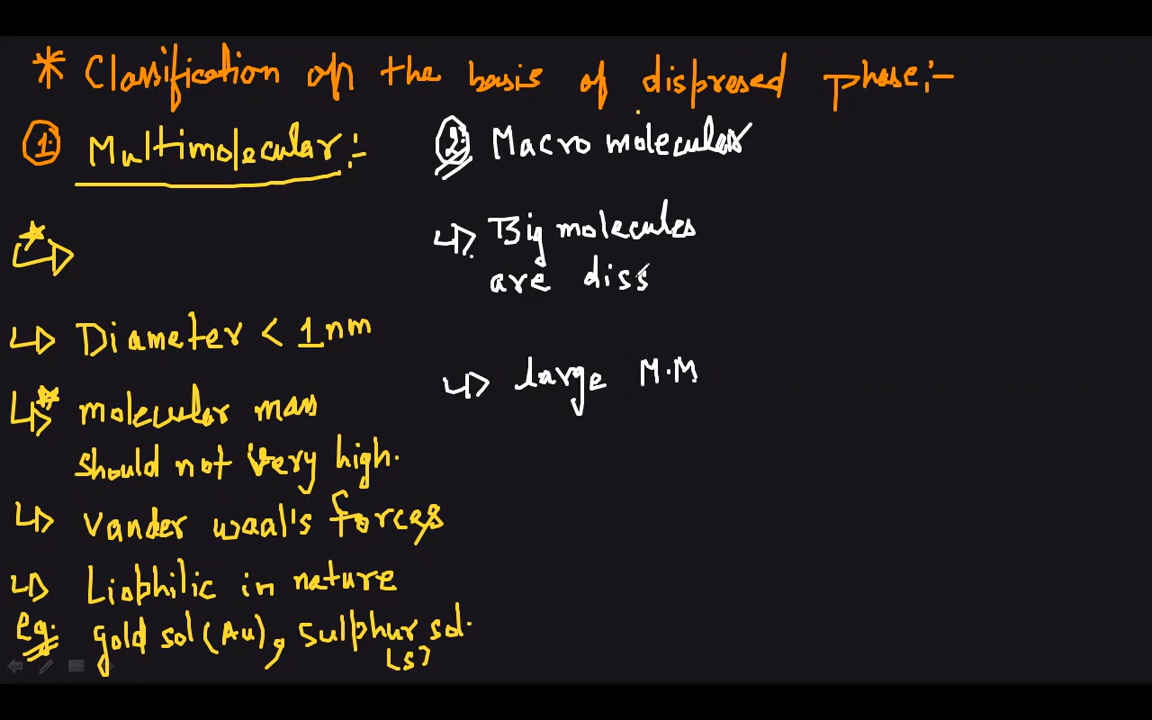 * Classification on the basis of dispresed phase:-
1. Multimolecular:-
Diameter < 1nm
molecular mass
should not very high.
Vander waal's forces
Liophilic in nature
eg. gold sol (Au), Sulphur sol.
(S)
2. Macro molecular
Big molecules
are diss
large M.M